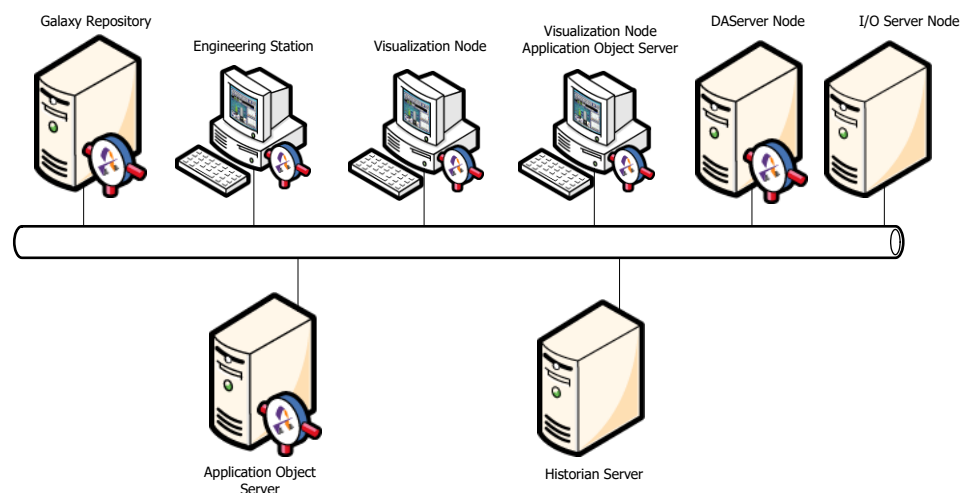 Galaxy Repository
Engineering Station
Visualization Node
Visualization Node
Application Object Server
DAServer Node
I/O Server Node
Application Object
Server
Historian Server